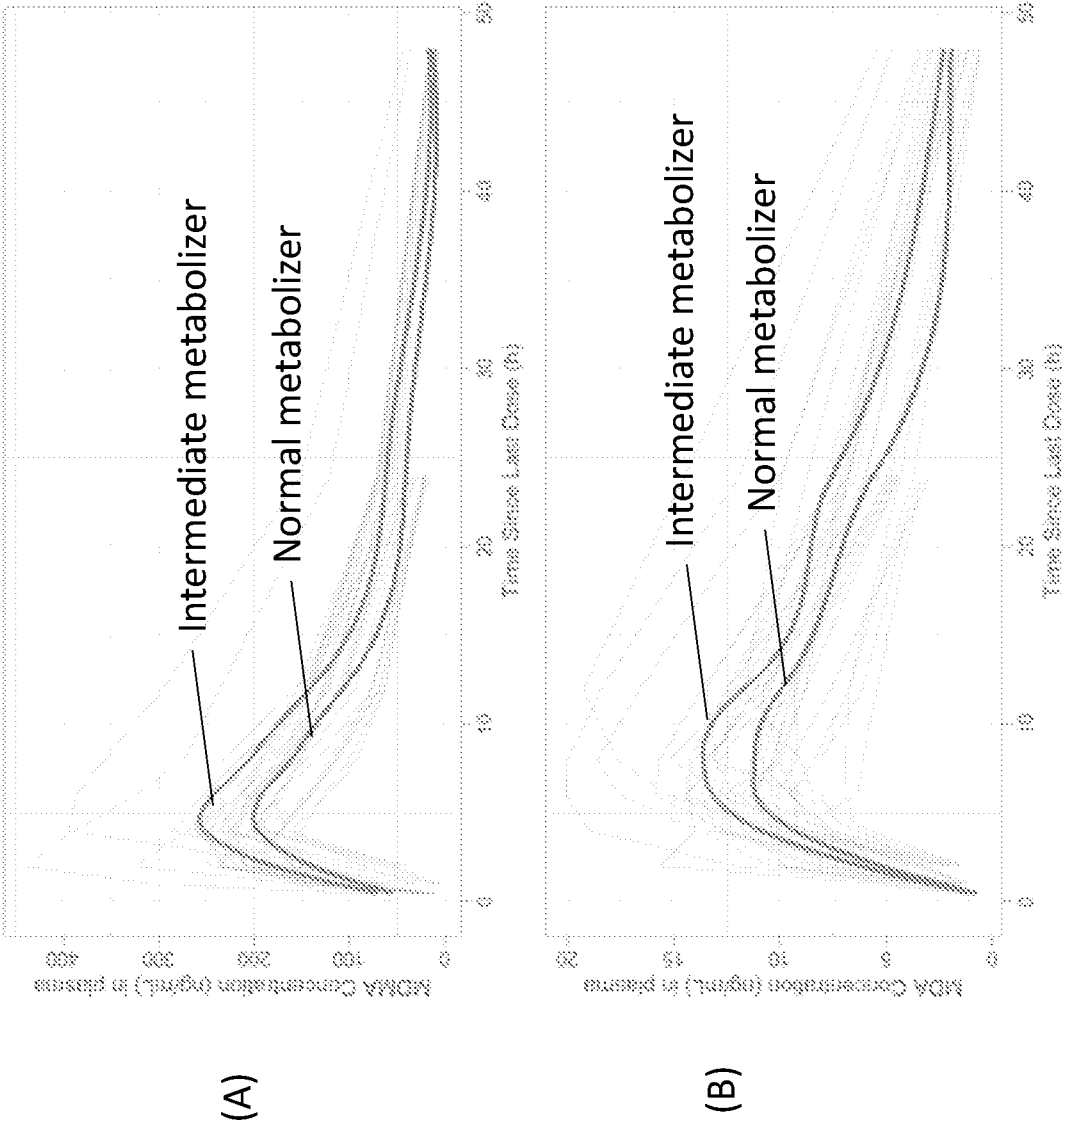 (A)
MDMA Concentration (ng/mL) in plasma
400
300
200
100
0
Intermediate metabolizer
Normal metabolizer
0
10
20
30
40
50
Time Since Last Dose (h)
(B)
MDA Concentration (ng/mL) in plasma
20
15
10
5
0
Intermediate metabolizer
Normal metabolizer
0
10
20
30
40
50
Time Since Last Dose (h)